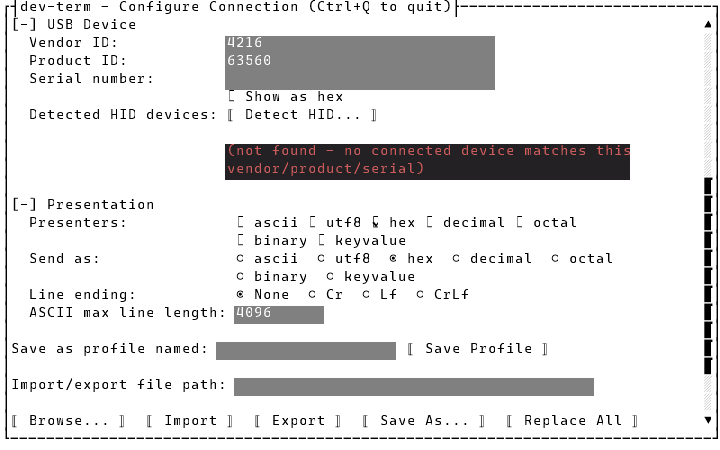 dev-term - Configure Connection (Ctrl+Q to quit)
[-] USB Device
Vendor ID: 4216
Product ID: 63560
Serial number:
Show as hex
Detected HID devices: ⟦ Detect HID... ⟧
(not found - no connected device matches this
vendor/product/serial)
[-] Presentation
Presenters: ascii utf8 hex decimal octal
binary keyvalue
Send as: ○ ascii ○ utf8 ◉ hex ○ decimal ○ octal
○ binary ○ keyvalue
Line ending: ◉ None ○ Cr ○ Lf ○ CrLf
ASCII max line length: 4096
Save as profile named: ⟦ Save Profile ⟧
Import/export file path:
⟦ Browse... ⟧ ⟦ Import ⟧ ⟦ Export ⟧ ⟦ Save As... ⟧ ⟦ Replace All ⟧